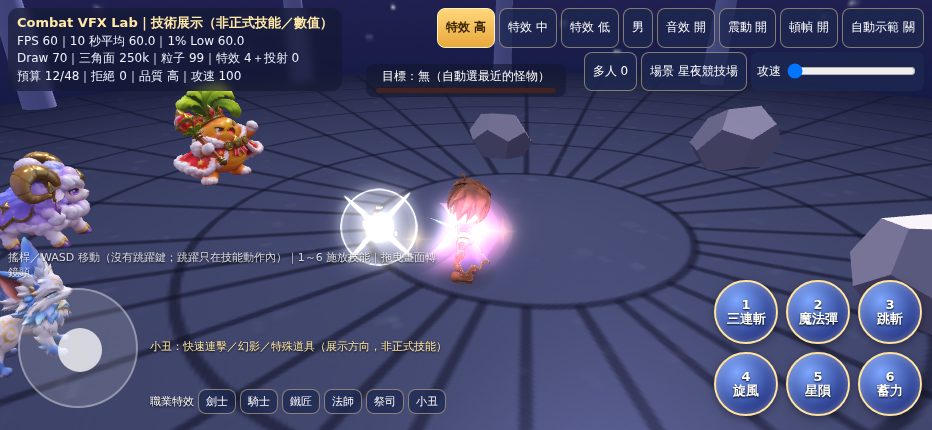 Combat VFX Lab｜技術展示（非正式技能／數值）
FPS 60｜10 秒平均 60.0｜1% Low 60.0
Draw 70｜三角面 250k｜粒子 99｜特效 4＋投射 0
預算 12/48｜拒絕 0｜品質 高｜攻速 100
特效 高
特效 中
特效 低
男
音效 開
震動 開
頓幀 開
自動示範 關
目標：無（自動選最近的怪物）
多人 0
場景 星夜競技場
攻速
搖桿／WASD 移動（沒有跳躍鍵；跳躍只在技能動作內）｜1～6 施放技能｜拖曳畫面轉
鏡頭
1
三連斬
2
魔法彈
3
跳斬
小丑：快速連擊／幻影／特殊道具（展示方向，非正式技能）
4
旋風
5
星隕
6
蓄力
職業特效
劍士
騎士
鐵匠
法師
祭司
小丑